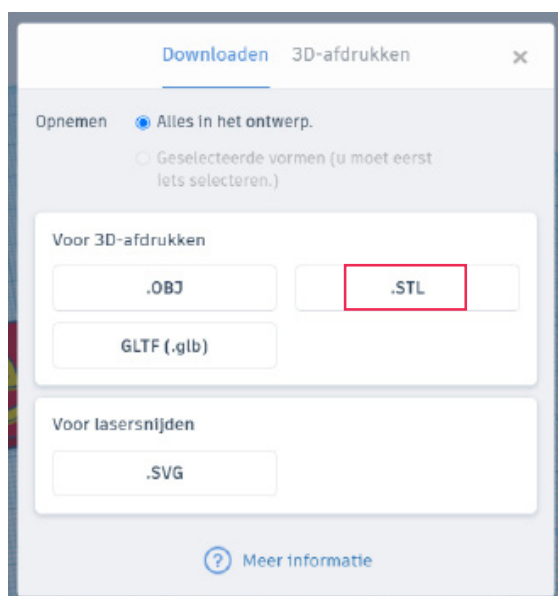 Downloaden 3D-afdrukken ×
Opnemen Alles in het ontwerp.
Geselecteerde vormen (u moet eerst
iets selecteren.)
Voor 3D-afdrukken
.OBJ .STL
GLTF (.glb)
Voor lasersnijden
.SVG
? Meer informatie